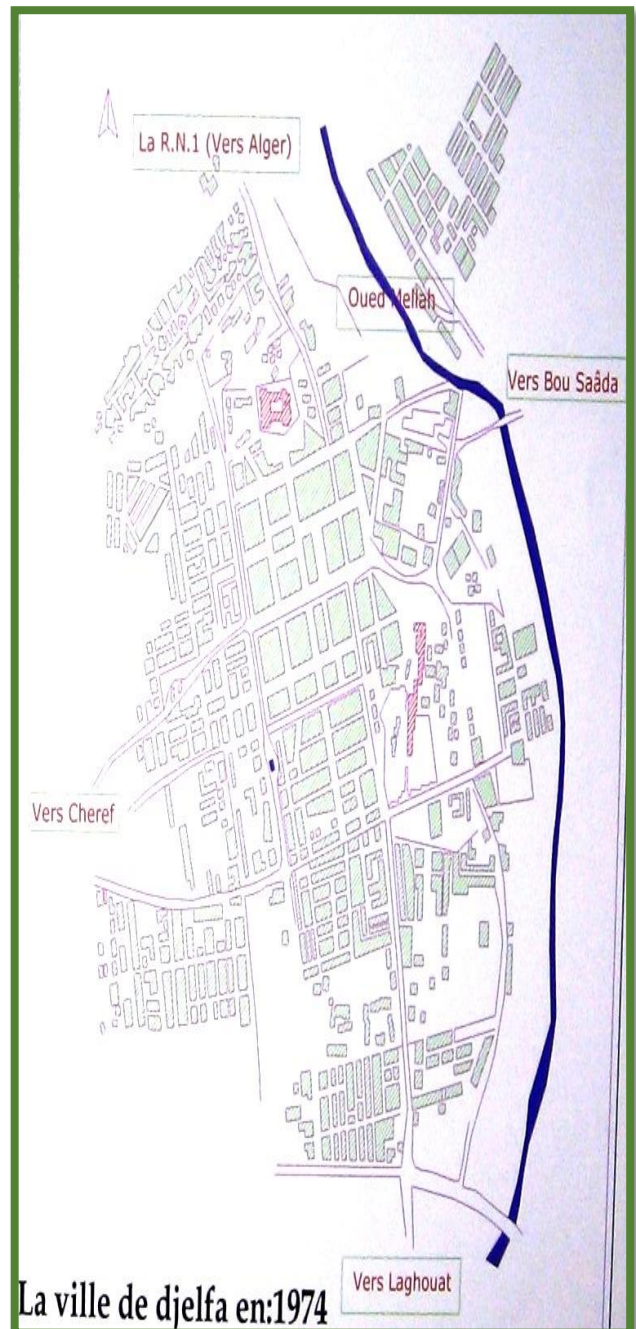 La R.N.1 (Vers Alger)
Oued Mellah
Vers Bou Saâda
Vers Cheref
Vers Laghouat
La ville de djelfa en:1974